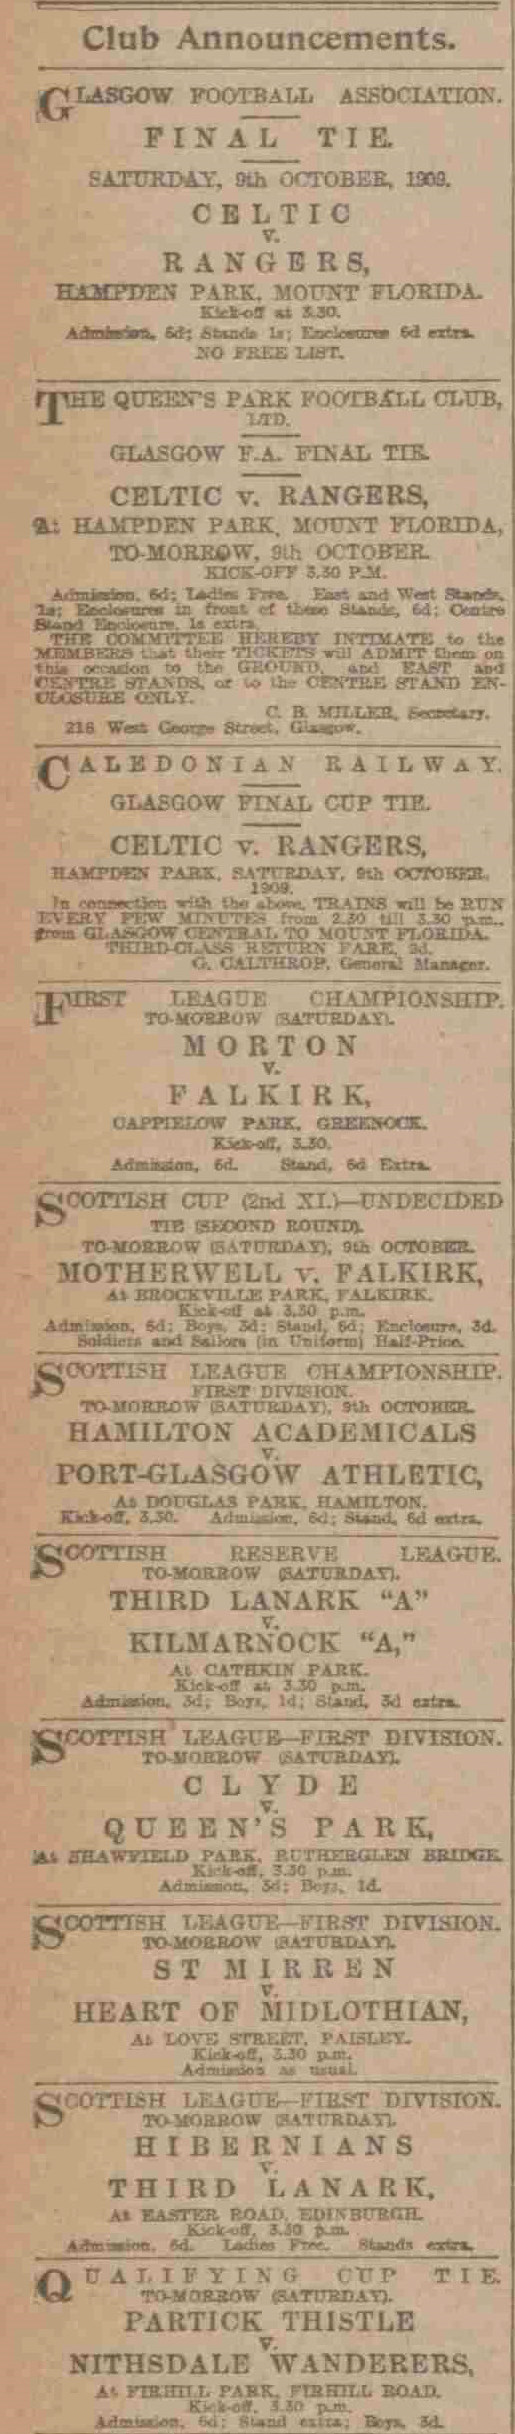 Club Announcements.
GLASGOW FOOTBALL ASSOCIATION.
FINAL TIE.
SATURDAY, 9th OCTOBER, 1909.
CELTIC
v.
RANGERS,
HAMPDEN PARK, MOUNT FLORIDA.
Kick-off at 3.30.
Admission, 6d; Stands 1s; Enclosures 6d extra.
NO FREE LIST.
THE QUEEN'S PARK FOOTBALL CLUB,
LTD.
GLASGOW F.A. FINAL TIE.
CELTIC v. RANGERS,
At HAMPDEN PARK, MOUNT FLORIDA,
TO-MORROW, 9th OCTOBER.
KICK-OFF 3.30 P.M.
Admission, 6d; Ladies Free. East and West Stands,
1s; Enclosures in front of these Stands, 6d; Centre
Stand Enclosure, 1s extra.
THE COMMITTEE HEREBY INTIMATE to the
MEMBERS that their TICKETS will ADMIT them on
this occasion to the GROUND, and EAST and
CENTRE STANDS, or to the CENTRE STAND EN-
CLOSURE ONLY.
C. B. MILLER, Secretary.
216 West George Street, Glasgow.
CALEDONIAN RAILWAY.
GLASGOW FINAL CUP TIE.
CELTIC v. RANGERS,
HAMPDEN PARK, SATURDAY, 9th OCTOBER,
1909.
In connection with the above, TRAINS will be RUN
EVERY FEW MINUTES from 2.30 till 3.30 p.m.,
from GLASGOW CENTRAL TO MOUNT FLORIDA.
THIRD-CLASS RETURN FARE, 3d.
G. CALTHROP, General Manager.
FIRST LEAGUE CHAMPIONSHIP.
TO-MORROW (SATURDAY).
MORTON
v.
FALKIRK,
CAPPIELOW PARK, GREENOCK.
Kick-off, 3.30.
Admission, 6d. Stand, 6d Extra.
SCOTTISH CUP (2nd XI.)—UNDECIDED
TIE (SECOND ROUND).
TO-MORROW (SATURDAY), 9th OCTOBER.
MOTHERWELL v. FALKIRK,
At BROCKVILLE PARK, FALKIRK.
Kick-off at 3.30 p.m.
Admission, 6d; Boys, 3d; Stand, 6d; Enclosure, 3d.
Soldiers and Sailors (in Uniform) Half-Price.
SCOTTISH LEAGUE CHAMPIONSHIP.
FIRST DIVISION.
TO-MORROW (SATURDAY), 9th OCTOBER.
HAMILTON ACADEMICALS
v.
PORT-GLASGOW ATHLETIC,
At DOUGLAS PARK, HAMILTON.
Kick-off, 3.30. Admission, 6d; Stand, 6d extra.
SCOTTISH RESERVE LEAGUE.
TO-MORROW (SATURDAY).
THIRD LANARK "A"
v.
KILMARNOCK "A,"
At CATHKIN PARK.
Kick-off at 3.30 p.m.
Admission, 3d; Boys, 1d; Stand, 3d extra.
SCOTTISH LEAGUE—FIRST DIVISION.
TO-MORROW (SATURDAY).
CLYDE
v.
QUEEN'S PARK,
At SHAWFIELD PARK, RUTHERGLEN BRIDGE.
Kick-off, 3.30 p.m.
Admission, Boys, 1d.
SCOTTISH LEAGUE—FIRST DIVISION.
TO-MORROW (SATURDAY).
ST MIRREN
v.
HEART OF MIDLOTHIAN,
At LOVE STREET, PAISLEY.
Kick-off, 3.30 p.m.
Admission as usual.
SCOTTISH LEAGUE—FIRST DIVISION.
TO-MORROW (SATURDAY).
HIBERNIANS
v.
THIRD LANARK,
At EASTER ROAD, EDINBURGH.
Kick-off, 3.30 p.m.
Admission, 6d. Ladies Free. Stands extra.
QUALIFYING CUP TIE.
TO-MORROW (SATURDAY).
PARTICK THISTLE
v.
NITHSDALE WANDERERS,
At FIRHILL PARK, FIRHILL ROAD.
Kick-off, 3.30 p.m.
Admission, 6d; Stand extra; Boys, 3d.